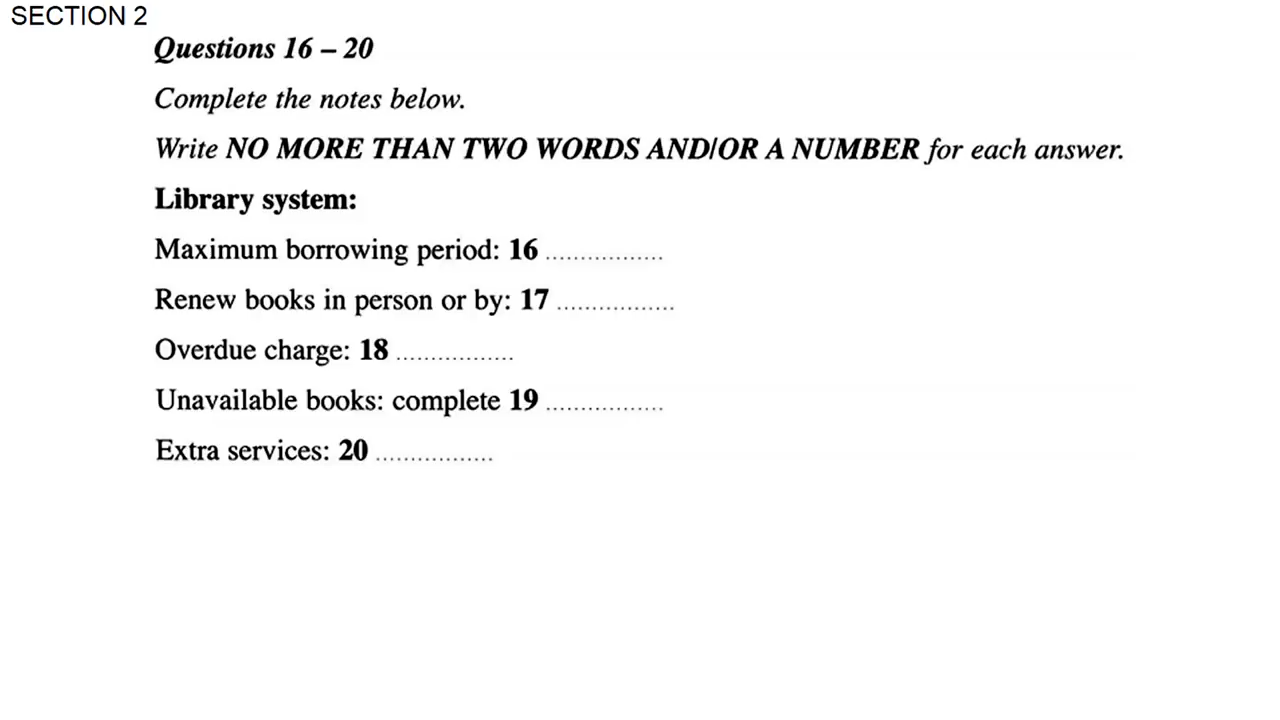 SECTION 2
Questions 16 – 20
Complete the notes below.
Write NO MORE THAN TWO WORDS AND/OR A NUMBER for each answer.
Library system:
Maximum borrowing period: 16 .................
Renew books in person or by: 17 .................
Overdue charge: 18 .................
Unavailable books: complete 19 .................
Extra services: 20 .................